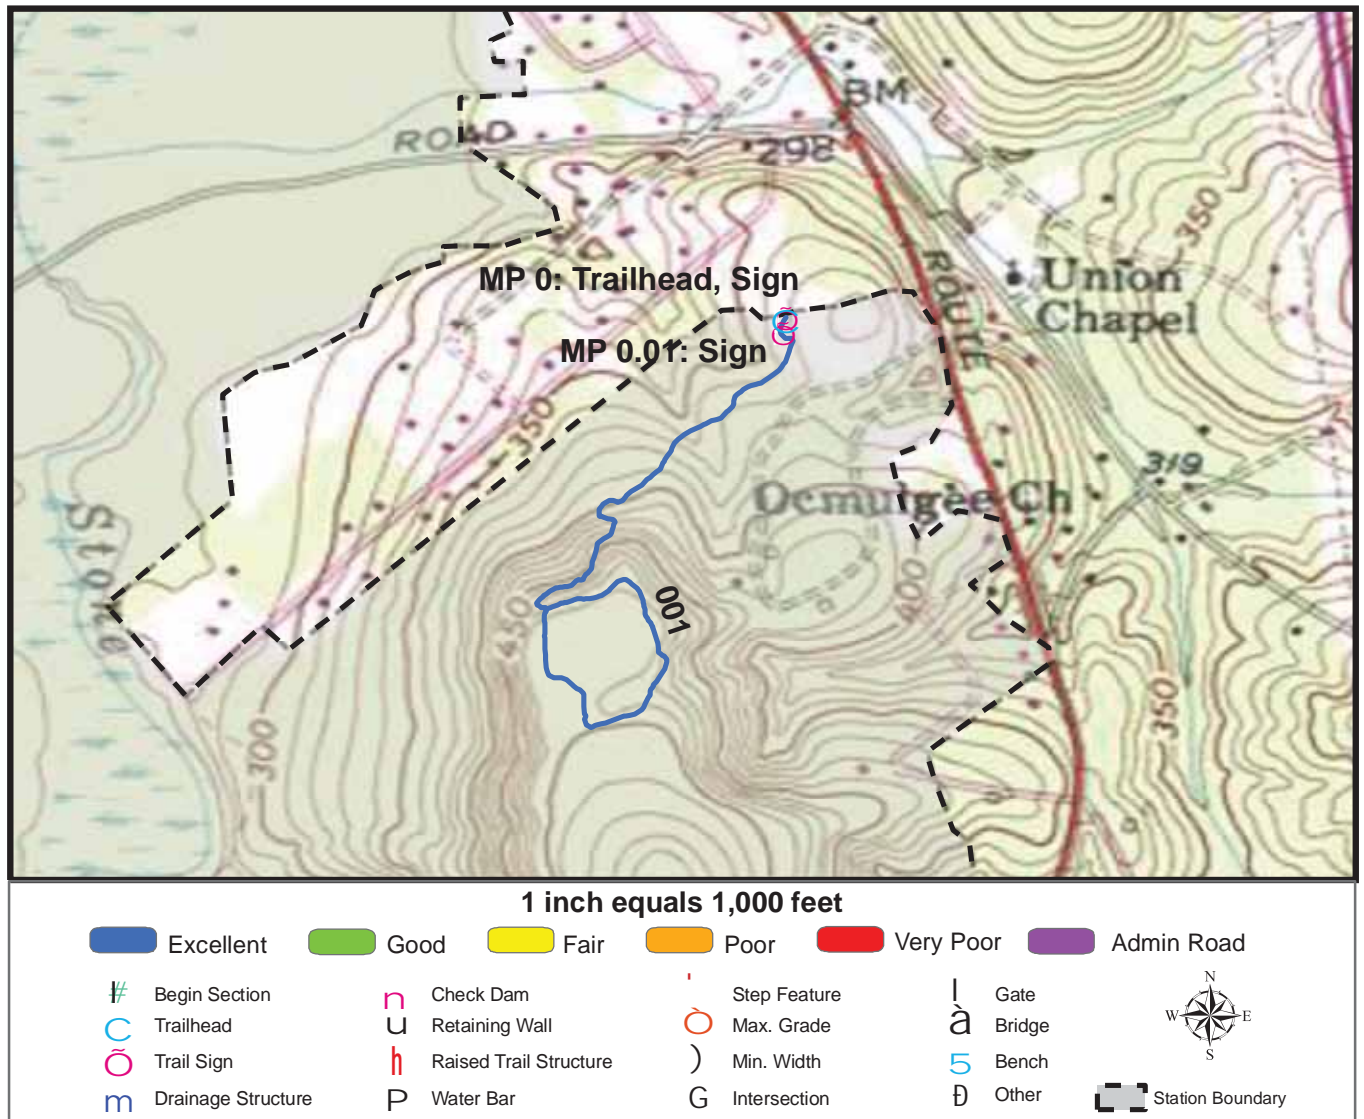 BM
ROAD
298
350
MP 0: Trailhead, Sign
ROUTE
Union
Chapel
MP 0.01: Sign
350
319
Ocmulgee Ch
Stone
400
001
450
300
350
1 inch equals 1,000 feet
Excellent
Good
Fair
Poor
Very Poor
Admin Road
# Begin Section
n Check Dam
' Step Feature
l Gate
C Trailhead
u Retaining Wall
Ò Max. Grade
à Bridge
Õ Trail Sign
h Raised Trail Structure
) Min. Width
5 Bench
m Drainage Structure
P Water Bar
G Intersection
Ð Other
Station Boundary
N
W E
S